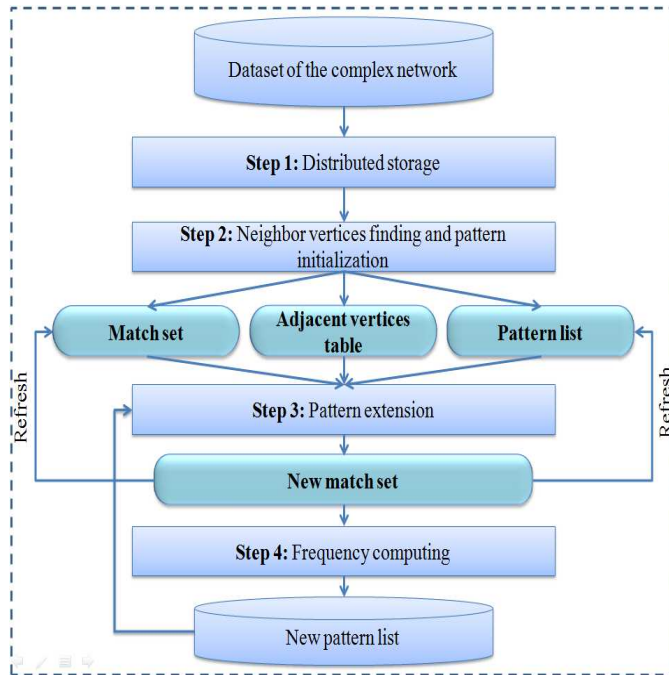 Dataset of the complex network
Step 1: Distributed storage
Step 2: Neighbor vertices finding and pattern
initialization
Match set
Adjacent vertices
table
Pattern list
Refresh
Refresh
Step 3: Pattern extension
New match set
Step 4: Frequency computing
New pattern list